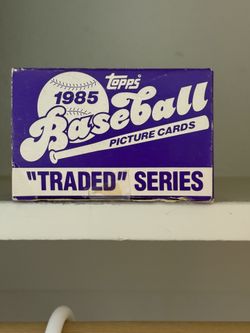 Topps
1985
Baseball
PICTURE CARDS
"TRADED" SERIES